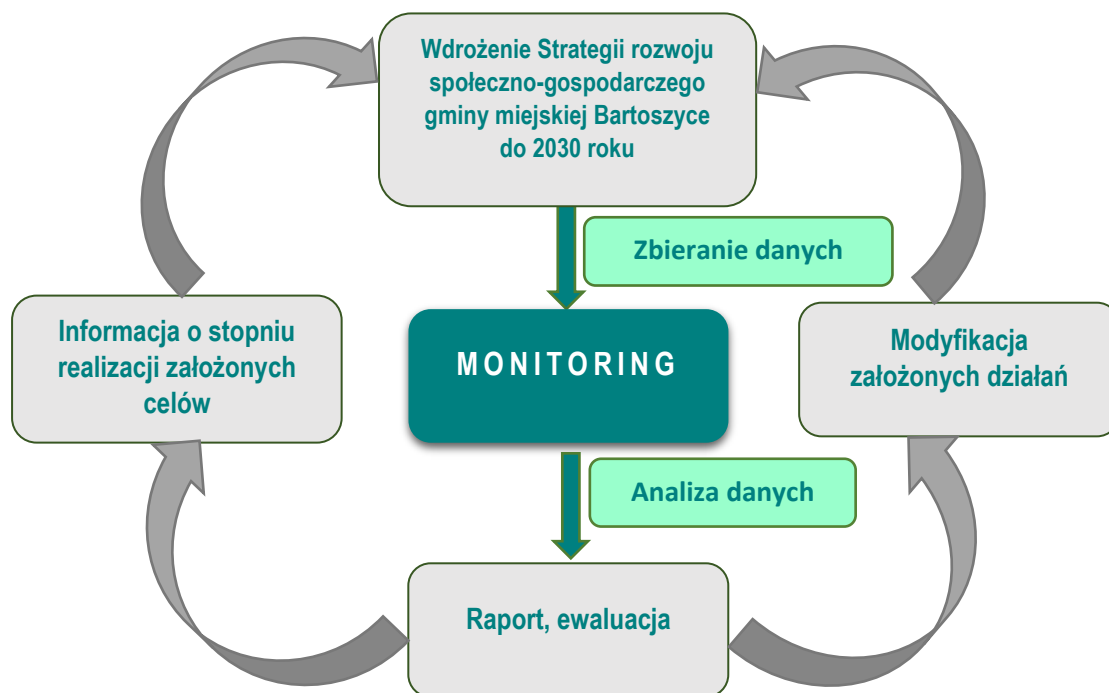 Wdrożenie Strategii rozwoju
społeczno-gospodarczego
gminy miejskiej Bartoszyce
do 2030 roku
Zbieranie danych
Informacja o stopniu
realizacji założonych
celów
MONITORING
Modyfikacja
założonych działań
Analiza danych
Raport, ewaluacja